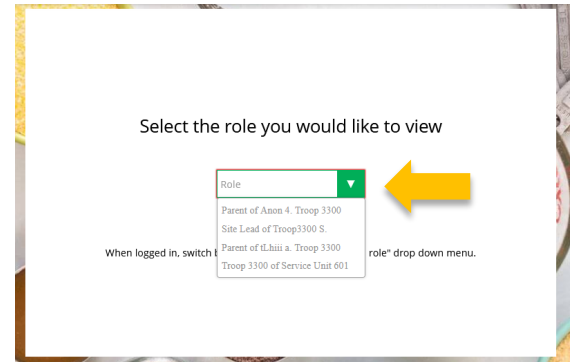 Select the role you would like to view
Role
Parent of Anon 4. Troop 3300
Site Lead of Troop3300 S.
Parent of tLhiii a. Troop 3300
Troop 3300 of Service Unit 601
When logged in, switch b role" drop down menu.